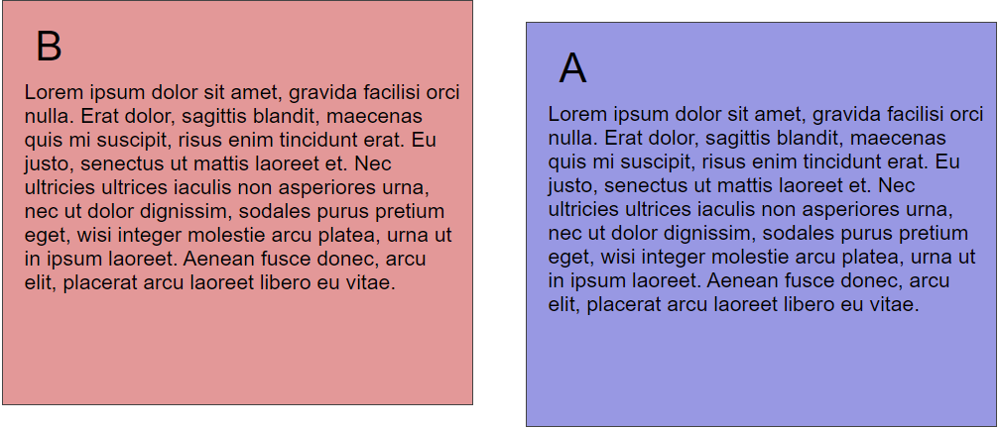 B
Lorem ipsum dolor sit amet, gravida facilisi orci
nulla. Erat dolor, sagittis blandit, maecenas
quis mi suscipit, risus enim tincidunt erat. Eu
justo, senectus ut mattis laoreet et. Nec
ultricies ultrices iaculis non asperiores urna,
nec ut dolor dignissim, sodales purus pretium
eget, wisi integer molestie arcu platea, urna ut
in ipsum laoreet. Aenean fusce donec, arcu
elit, placerat arcu laoreet libero eu vitae.
A
Lorem ipsum dolor sit amet, gravida facilisi orci
nulla. Erat dolor, sagittis blandit, maecenas
quis mi suscipit, risus enim tincidunt erat. Eu
justo, senectus ut mattis laoreet et. Nec
ultricies ultrices iaculis non asperiores urna,
nec ut dolor dignissim, sodales purus pretium
eget, wisi integer molestie arcu platea, urna ut
in ipsum laoreet. Aenean fusce donec, arcu
elit, placerat arcu laoreet libero eu vitae.